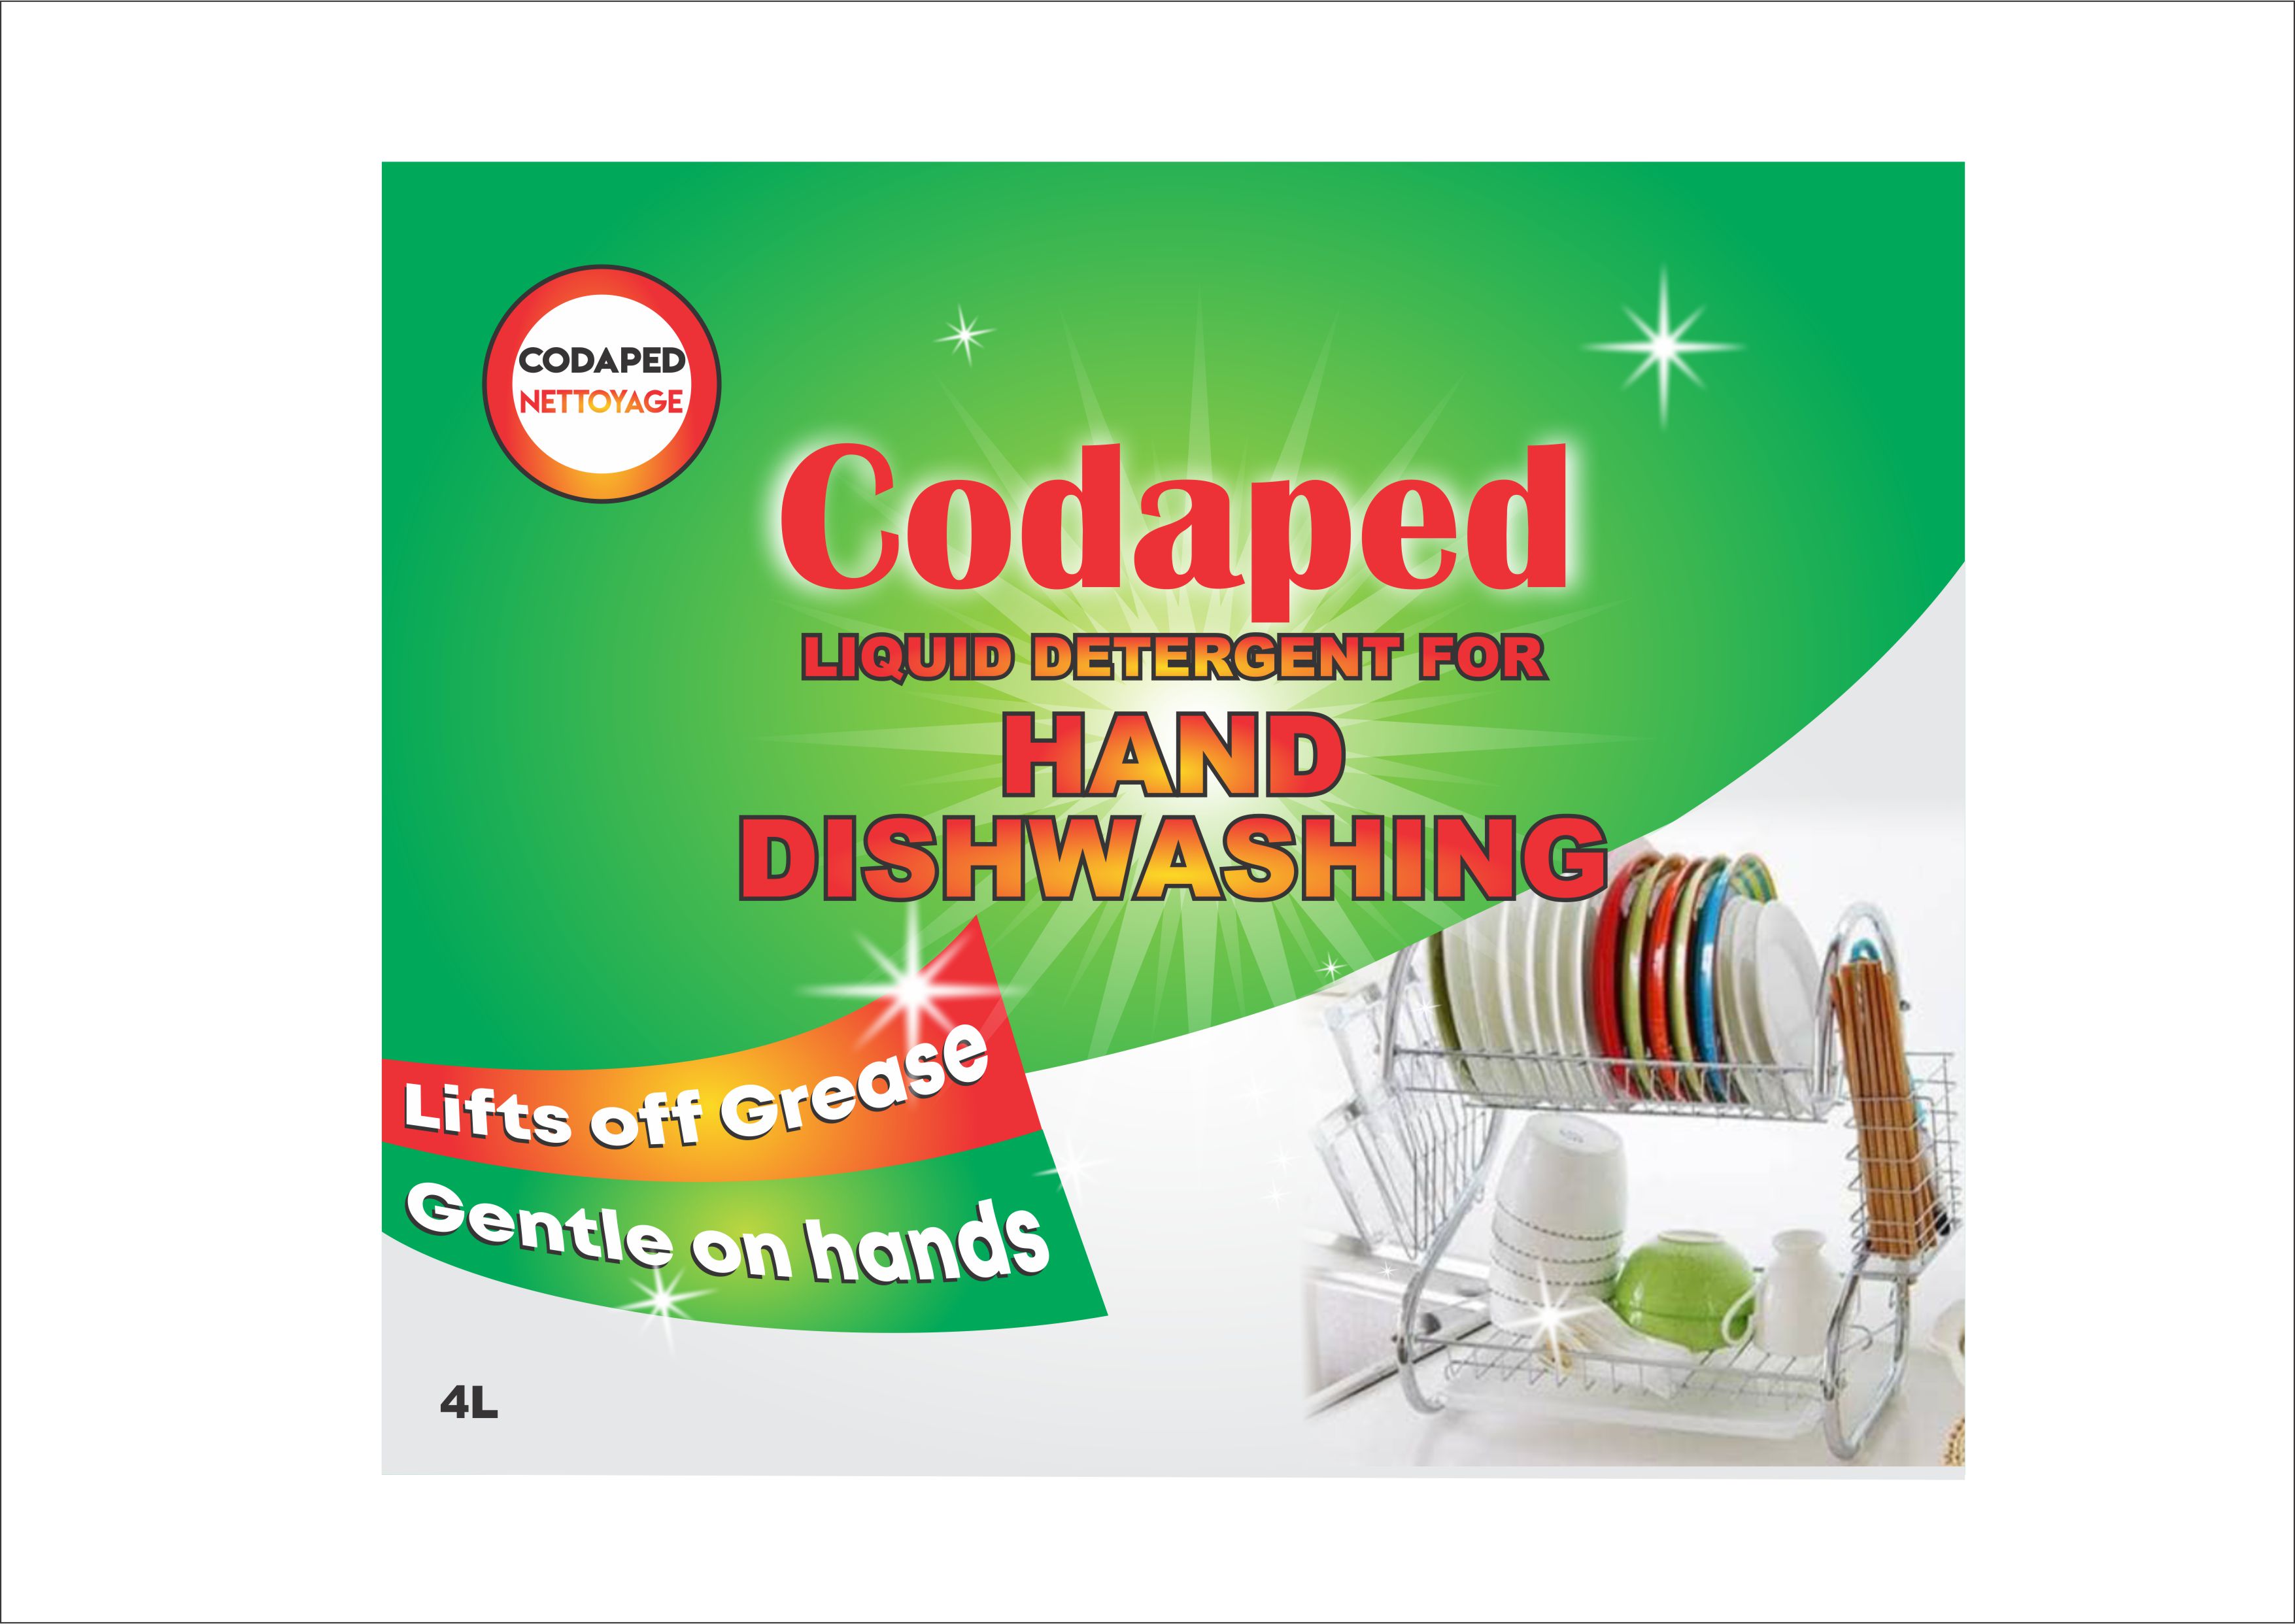 CODAPED
NETTOYAGE
Codaped
LIQUID DETERGENT FOR
HAND
DISHWASHING
Lifts off Grease
Gentle on hands
4L